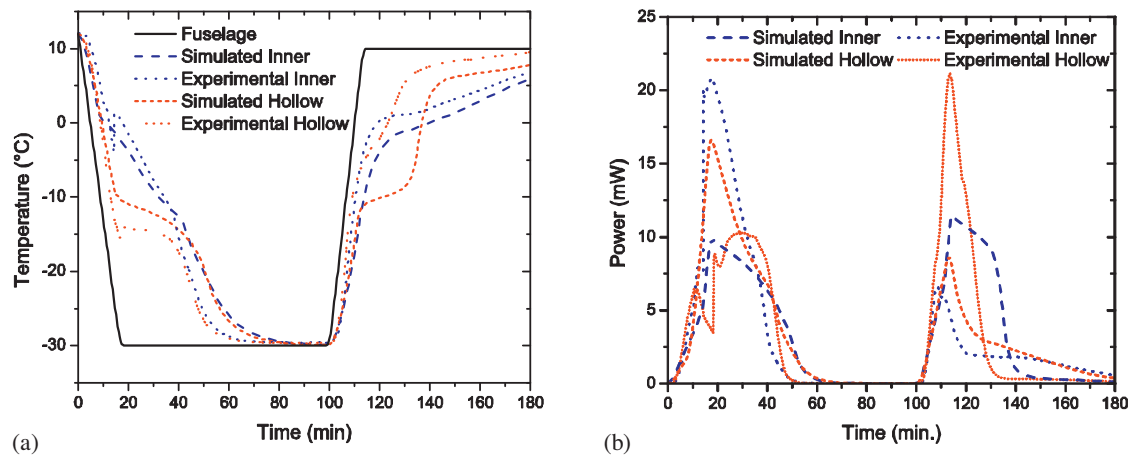 10
0
-10
-20
-30
0 20 40 60 80 100 120 140 160 180
Temperature (°C)
Time (min)
Fuselage
Simulated Inner
Experimental Inner
Simulated Hollow
Experimental Hollow
(a)
25
20
15
10
5
0
0 20 40 60 80 100 120 140 160 180
Power (mW)
Time (min.)
Simulated Inner Experimental Inner
Simulated Hollow Experimental Hollow
(b)